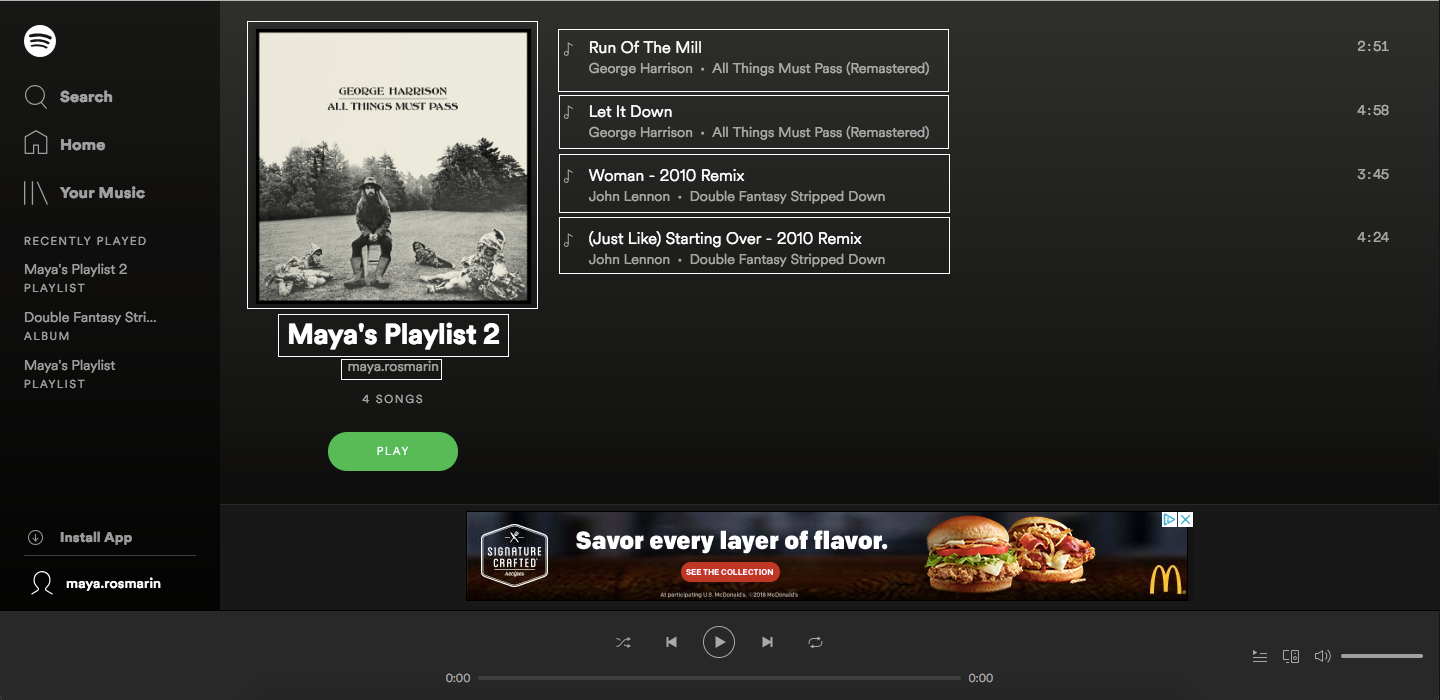 Search
Home
Your Music
RECENTLY PLAYED
Maya's Playlist 2
PLAYLIST
Double Fantasy Stri...
ALBUM
Maya's Playlist
PLAYLIST
Install App
maya.rosmarin
GEORGE HARRISON
ALL THINGS MUST PASS
Maya's Playlist 2
maya.rosmarin
4 SONGS
PLAY
Run Of The Mill
2:51
George Harrison • All Things Must Pass (Remastered)
Let It Down
4:58
George Harrison • All Things Must Pass (Remastered)
Woman - 2010 Remix
3:45
John Lennon • Double Fantasy Stripped Down
(Just Like) Starting Over - 2010 Remix
4:24
John Lennon • Double Fantasy Stripped Down
SIGNATURE
CRAFTED
recipes
Savor every layer of flavor.
SEE THE COLLECTION
At participating U.S. McDonald's. ©2018 McDonald's
0:00
0:00